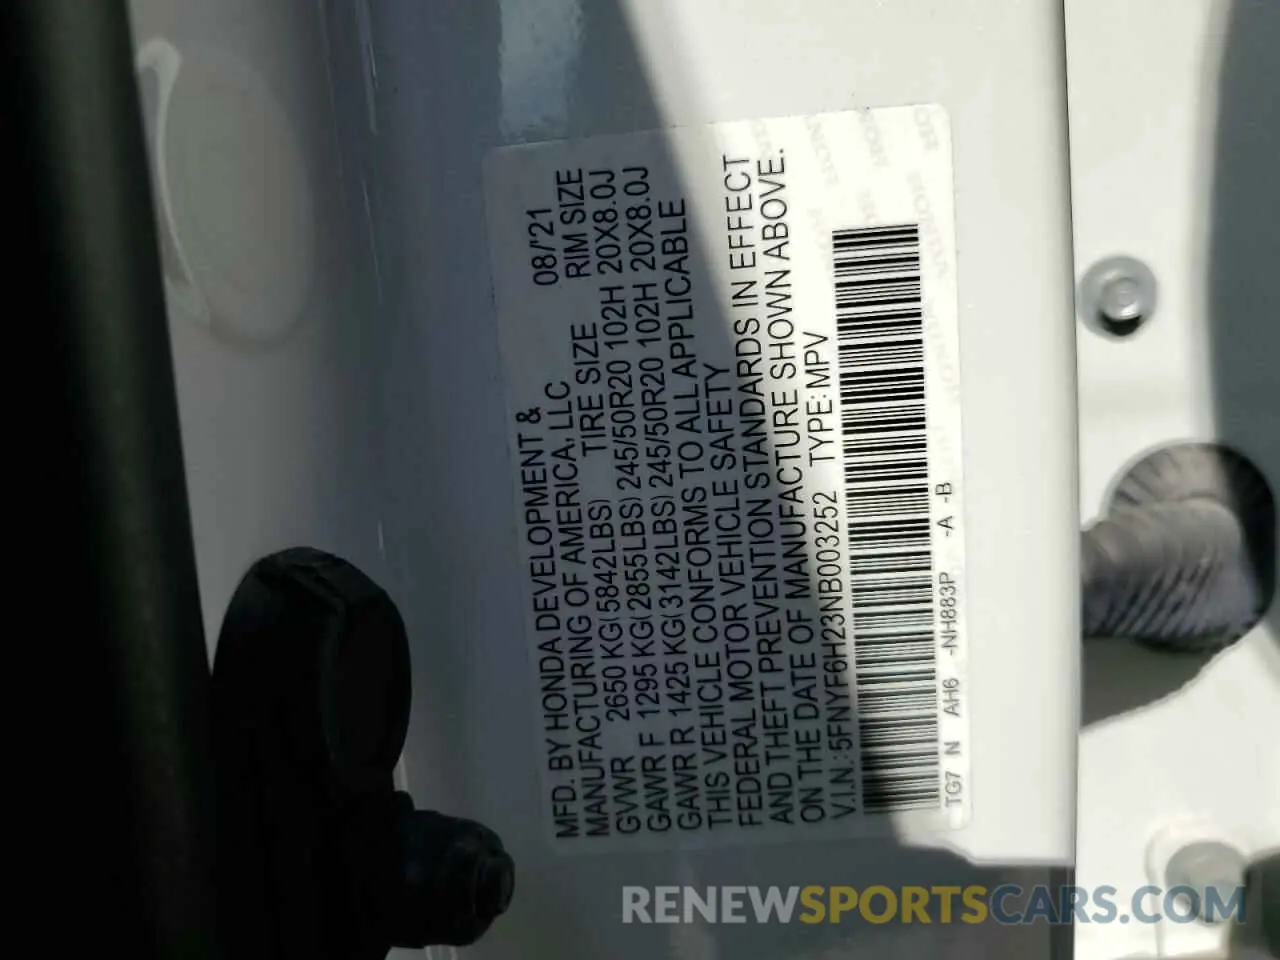 MFD. BY HONDA DEVELOPMENT &
MANUFACTURING OF AMERICA, LLC 08/'21
GVWR 2650 KG(5842LBS) TIRE SIZE RIM SIZE
GAWR F 1295 KG(2855LBS) 245/50R20 102H 20X8.0J
GAWR R 1425 KG(3142LBS) 245/50R20 102H 20X8.0J
THIS VEHICLE CONFORMS TO ALL APPLICABLE
FEDERAL MOTOR VEHICLE SAFETY
AND THEFT PREVENTION STANDARDS IN EFFECT
ON THE DATE OF MANUFACTURE SHOWN ABOVE.
V.I.N.:5FNYF6H23NB003252 TYPE:MPV
TG7 N AH6 -NH883P -A -B
RENEWSPORTSCARS.COM